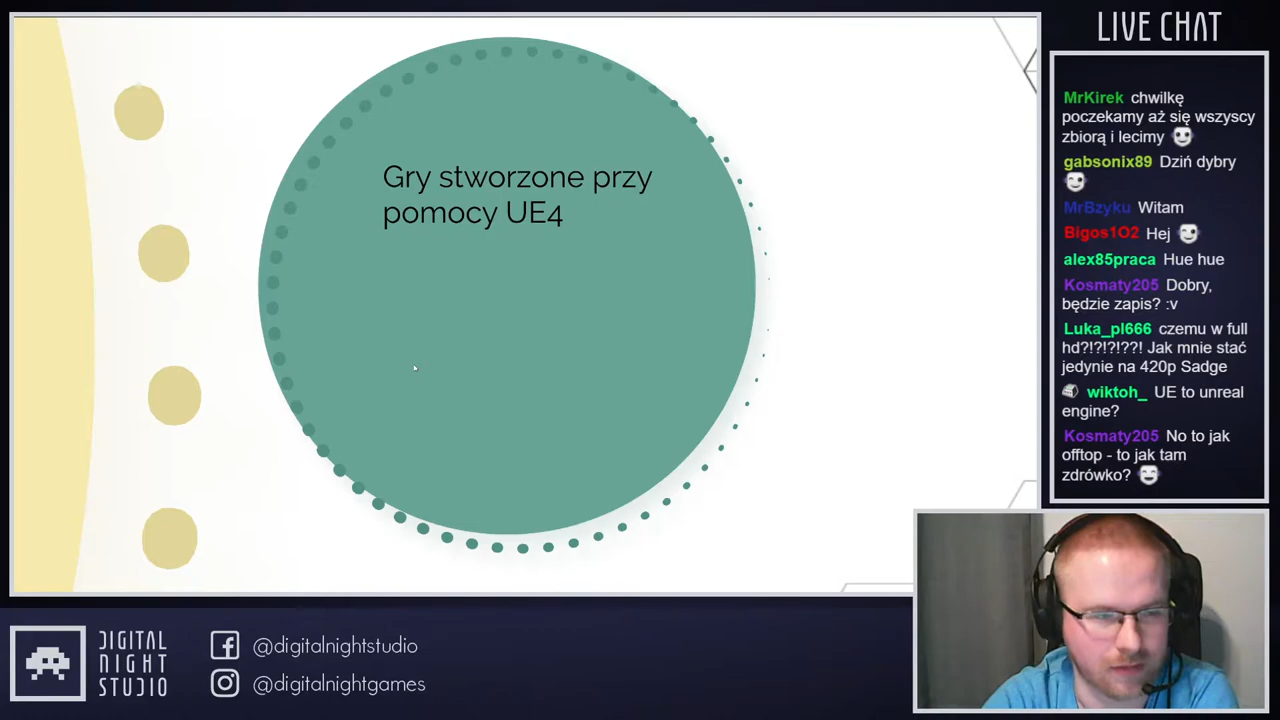 Gry stworzone przy
pomocy UE4
LIVE CHAT
MrKirek chwilkę
poczekamy aż się wszyscy
zbiorą i lecimy
gabsonix89 Dziń dybry
MrBzyku Witam
Bigos1O2 Hej
alex85praca Hue hue
Kosmaty205 Dobry,
będzie zapis? :v
Luka_pl666 czemu w full
hd?!?!?!??! Jak mnie stać
jedynie na 420p Sadge
wiktoh_ UE to unreal
engine?
Kosmaty205 No to jak
offtop - to jak tam
zdrówko?
DIGITAL
NIGHT
STUDIO
@digitalnightstudio
@digitalnightgames